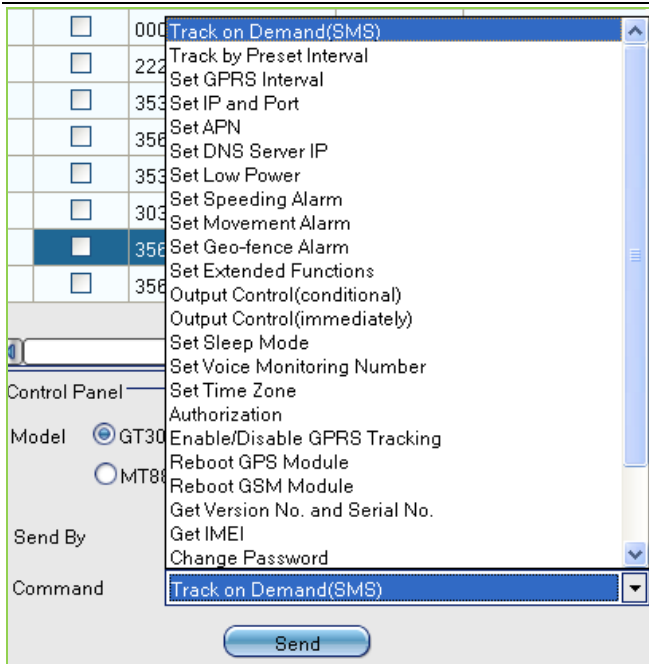 000 Track on Demand(SMS)
222 Track by Preset Interval
Set GPRS Interval
353 Set IP and Port
Set APN
356 Set DNS Server IP
353 Set Low Power
Set Speeding Alarm
303 Set Movement Alarm
356 Set Geo-fence Alarm
Set Extended Functions
356 Output Control(conditional)
Output Control(immediately)
Set Sleep Mode
Set Voice Monitoring Number
Control Panel Set Time Zone
Authorization
Model GT30 Enable/Disable GPRS Tracking
Reboot GPS Module
MT88 Reboot GSM Module
Get Version No. and Serial No.
Send By Get IMEI
Change Password
Command Track on Demand(SMS)
Send